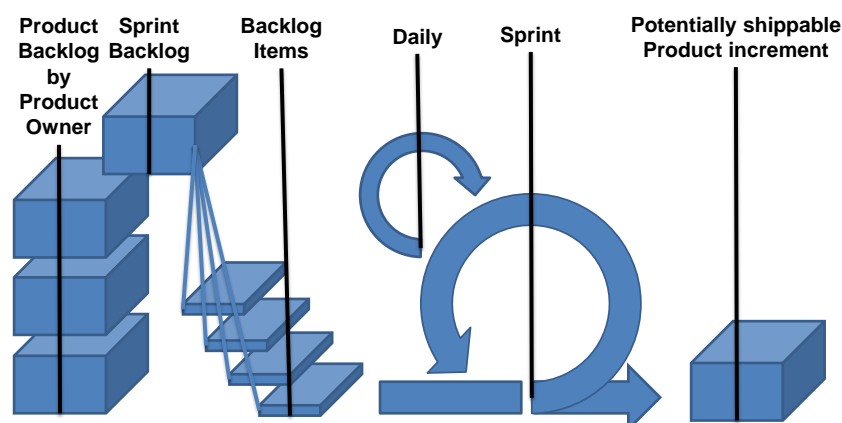 Product
Backlog
by
Product
Owner
Sprint
Backlog
Backlog
Items
Daily
Sprint
Potentially shippable
Product increment